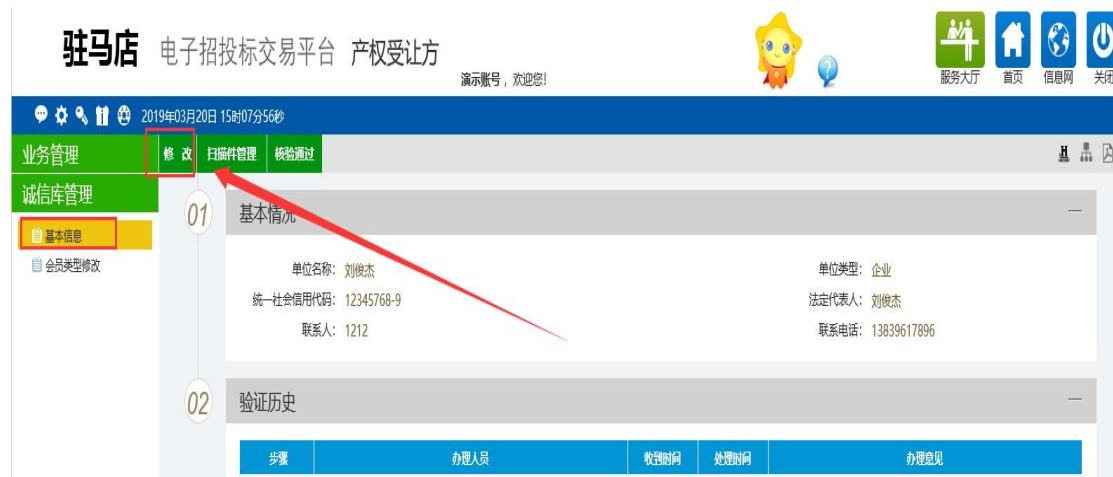 驻马店 电子招投标交易平台 产权受让方
演示账号，欢迎您!
服务大厅 首页 信息网 关闭
2019年03月20日 15时07分56秒
业务管理
修 改 扫描件管理 核验通过
诚信库管理
基本信息
会员类型修改
01 基本情况
单位名称: 刘俊杰 单位类型: 企业
统一社会信用代码: 12345768-9 法定代表人: 刘俊杰
联系人: 1212 联系电话: 13839617896
02 验证历史
步骤 办理人员 收到时间 处理时间 办理意见